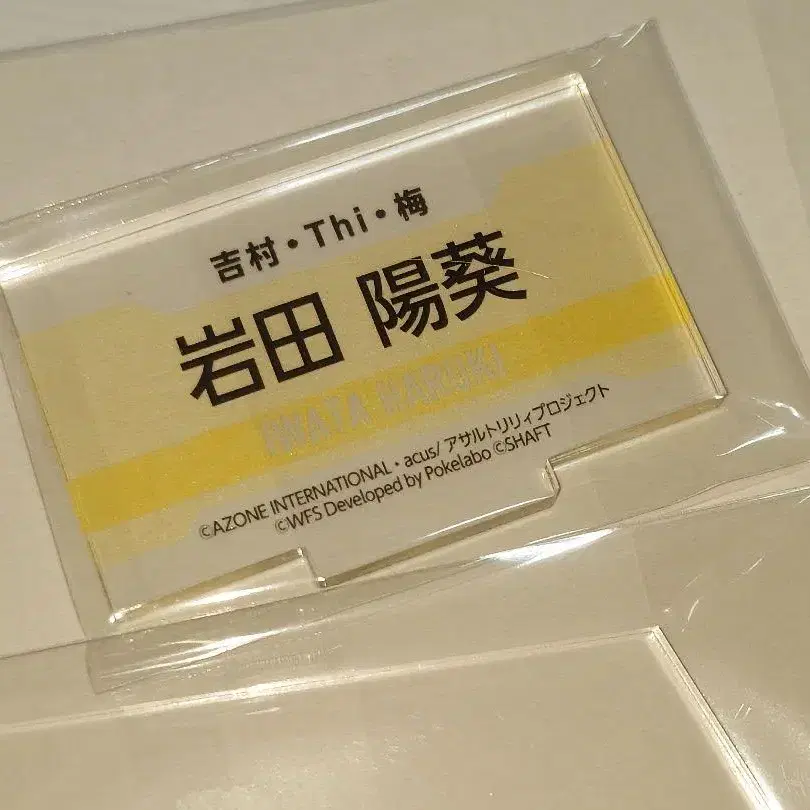 吉村・Thi・梅
岩田 陽葵
IWATA HARUKI
©AZONE INTERNATIONAL・acus/アサルトリリィプロジェクト
©WFS Developed by Pokelabo ©SHAFT